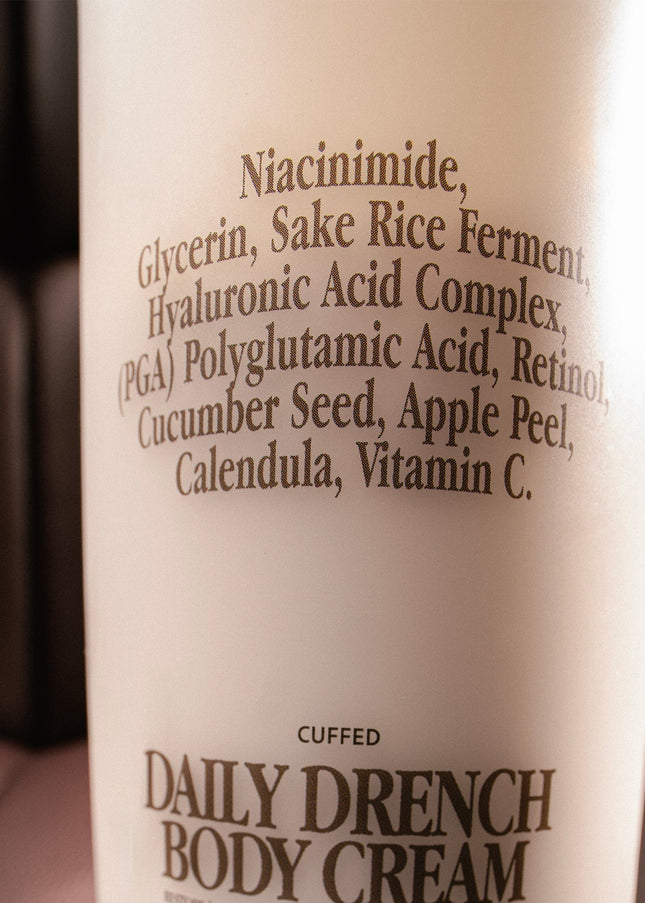 Niacinimide,
Glycerin, Sake Rice Ferment,
Hyaluronic Acid Complex,
(PGA) Polyglutamic Acid, Retinol,
Cucumber Seed, Apple Peel,
Calendula, Vitamin C.
CUFFED
DAILY DRENCH
BODY CREAM